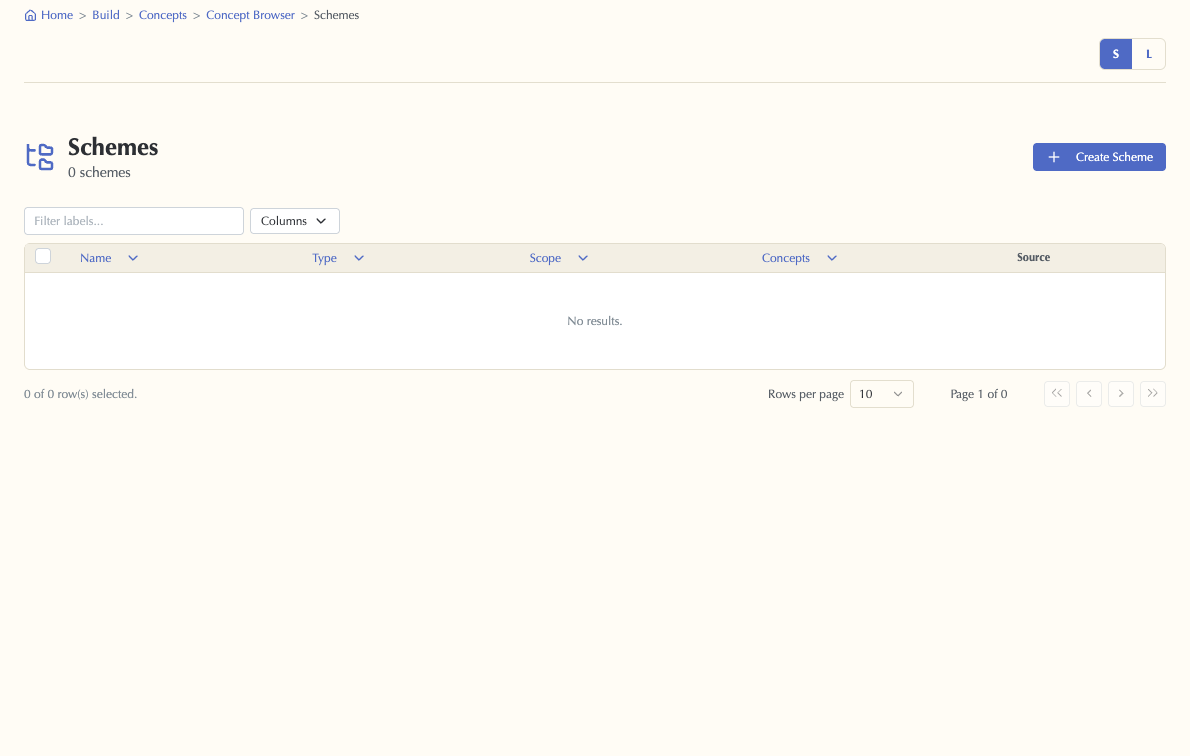 Home > Build > Concepts > Concept Browser > Schemes
S L
Schemes
0 schemes
Create Scheme
Filter labels...
Columns
Name Type Scope Concepts Source
No results.
0 of 0 row(s) selected.
Rows per page 10 Page 1 of 0